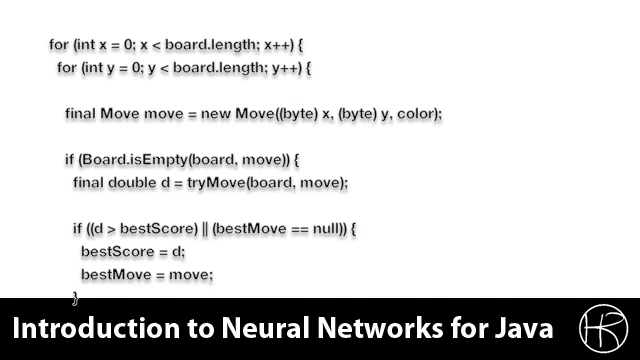 for (int x = 0; x < board.length; x++) {
for (int y = 0; y < board.length; y++) {
final Move move = new Move((byte) x, (byte) y, color);
if (Board.isEmpty(board, move)) {
final double d = tryMove(board, move);
if ((d > bestScore) || (bestMove == null)) {
bestScore = d;
bestMove = move;
}
Introduction to Neural Networks for Java
HR